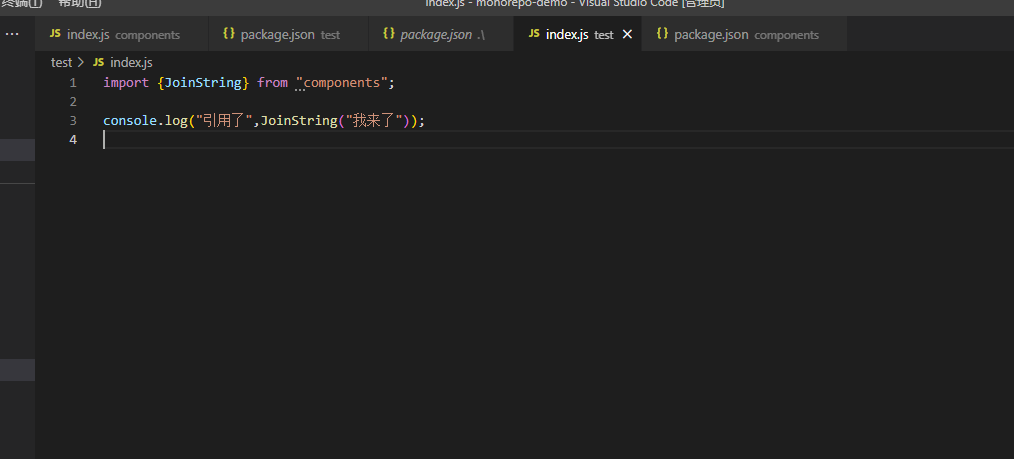 终端(T) 帮助(H) index.js - monorepo-demo - Visual Studio Code [管理员]
··· JS index.js components {} package.json test {} package.json .\ JS index.js test × {} package.json components
test > JS index.js
1 import {JoinString} from "components";
2
3 console.log("引用了",JoinString("我来了"));
4